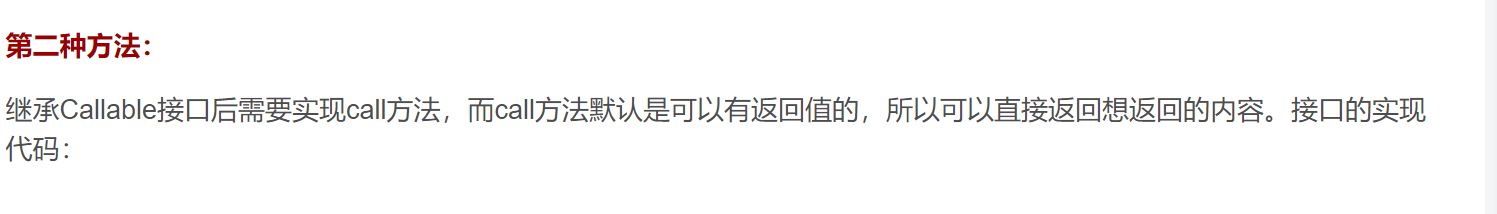 第二种方法：
继承Callable接口后需要实现call方法，而call方法默认是可以有返回值的，所以可以直接返回想返回的内容。接口的实现
代码：